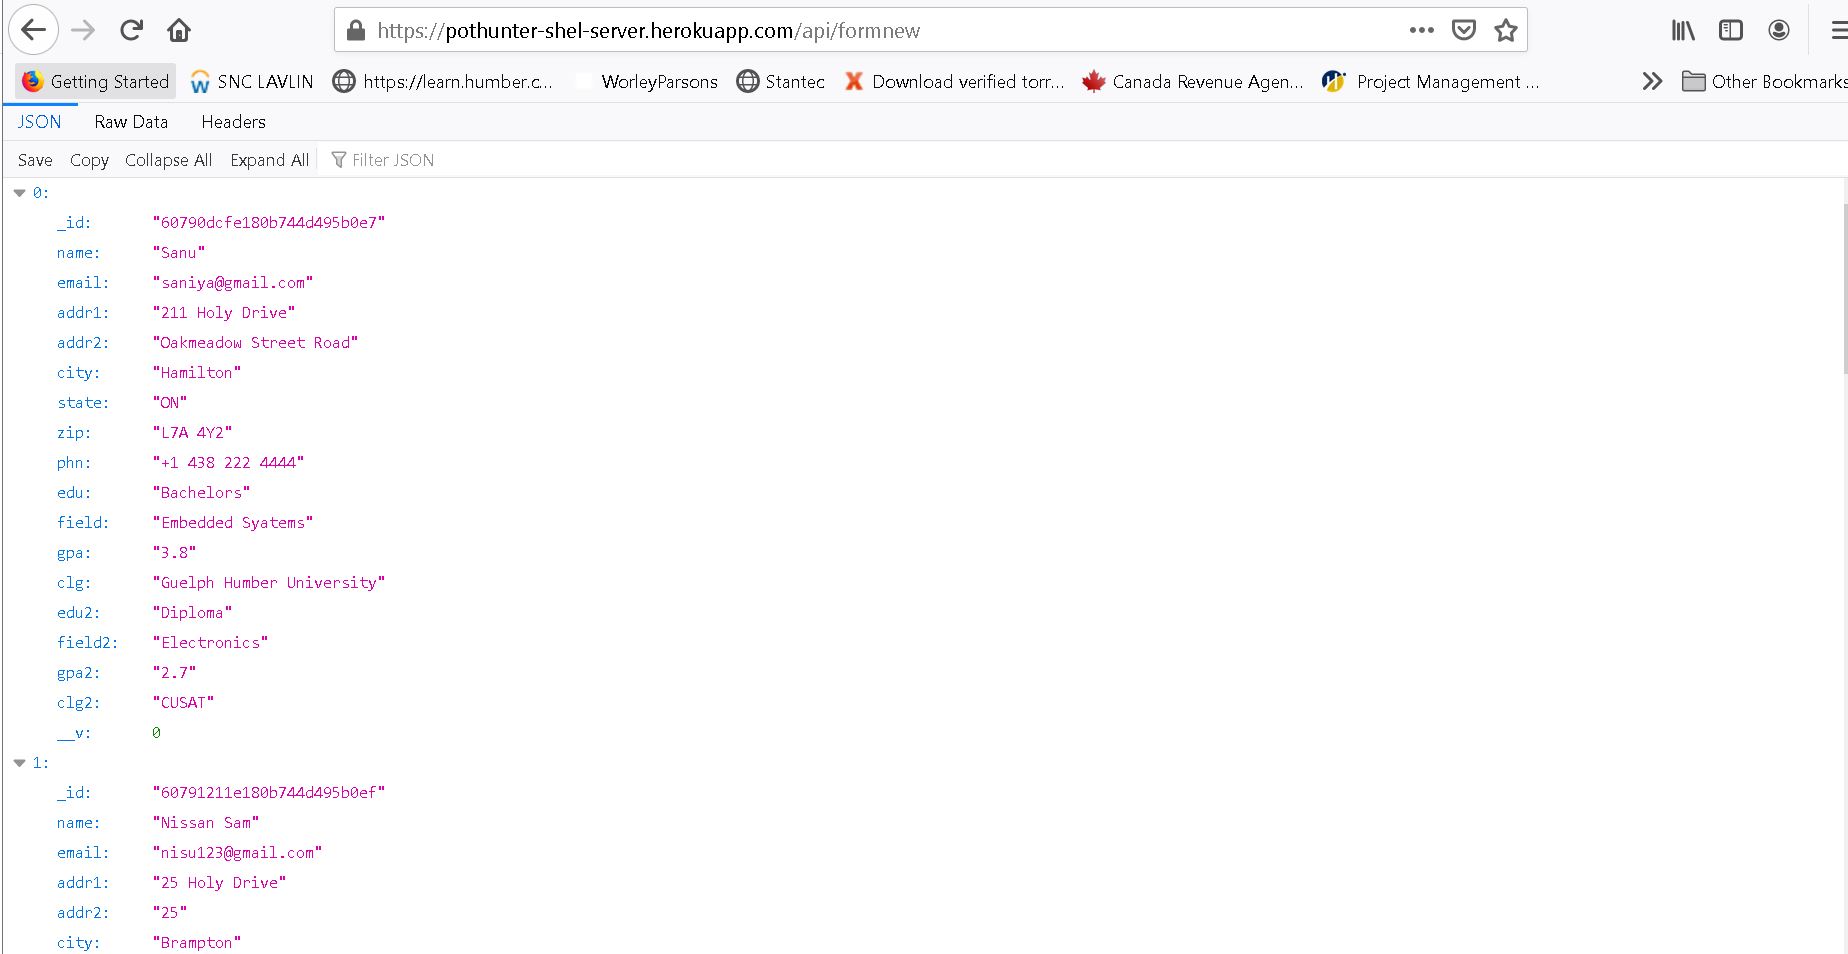 https://pothunter-shel-server.herokuapp.com/api/formnew
Getting Started SNC LAVLIN https://learn.humber.c... WorleyParsons Stantec Download verified torr... Canada Revenue Agen... Project Management ... Other Bookmarks
JSON Raw Data Headers
Save Copy Collapse All Expand All Filter JSON
0:
_id: "60790dcfe180b744d495b0e7"
name: "Sanu"
email: "saniya@gmail.com"
addr1: "211 Holy Drive"
addr2: "Oakmeadow Street Road"
city: "Hamilton"
state: "ON"
zip: "L7A 4Y2"
phn: "+1 438 222 4444"
edu: "Bachelors"
field: "Embedded Syatems"
gpa: "3.8"
clg: "Guelph Humber University"
edu2: "Diploma"
field2: "Electronics"
gpa2: "2.7"
clg2: "CUSAT"
__v: 0
1:
_id: "60791211e180b744d495b0ef"
name: "Nissan Sam"
email: "nisu123@gmail.com"
addr1: "25 Holy Drive"
addr2: "25"
city: "Brampton"